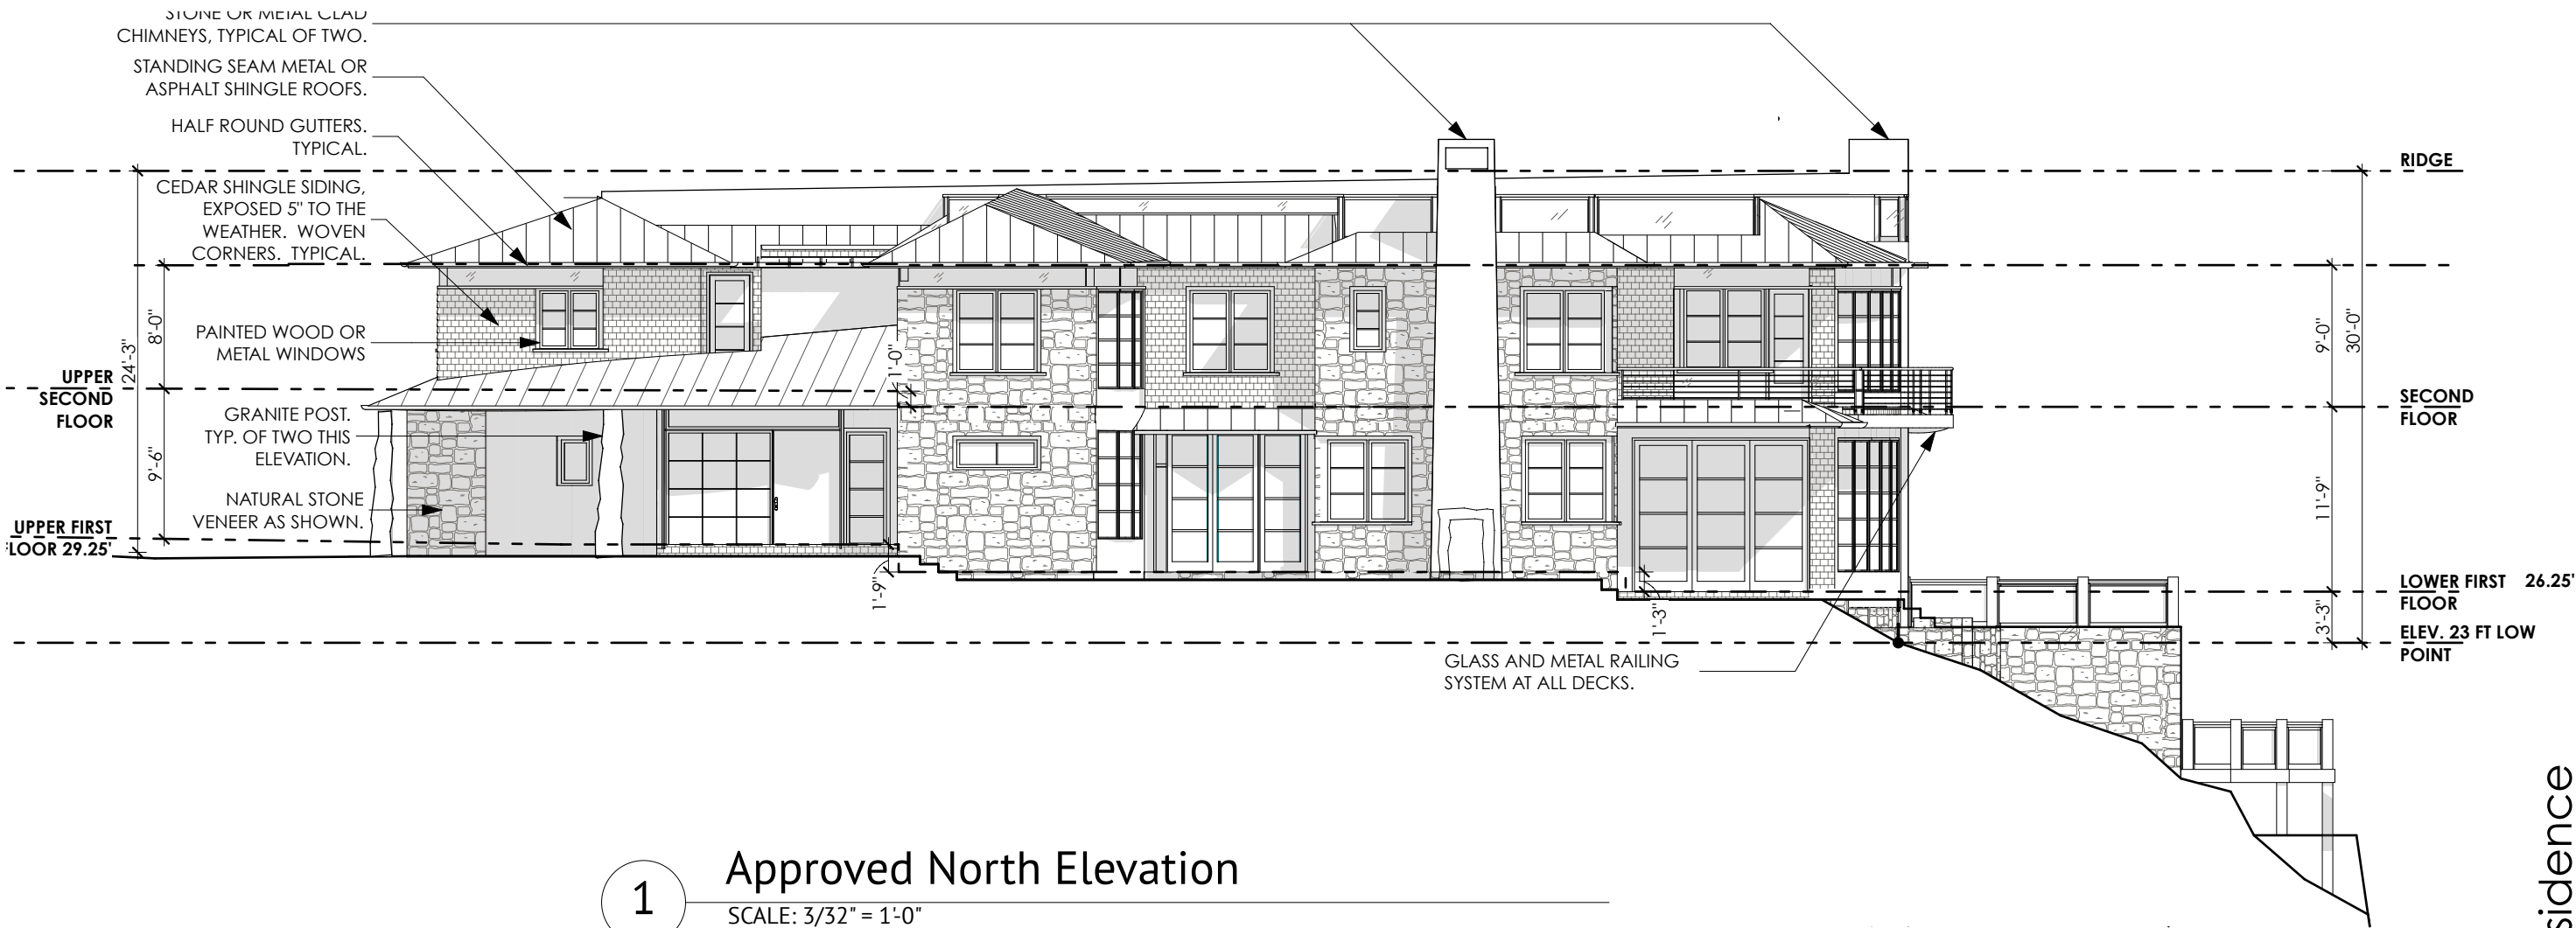 STONE OR METAL CLAD
CHIMNEYS, TYPICAL OF TWO.
STANDING SEAM METAL OR
ASPHALT SHINGLE ROOFS.
HALF ROUND GUTTERS.
TYPICAL.
CEDAR SHINGLE SIDING,
EXPOSED 5" TO THE
WEATHER. WOVEN
CORNERS. TYPICAL.
PAINTED WOOD OR
METAL WINDOWS
UPPER
SECOND
FLOOR
GRANITE POST.
TYP. OF TWO THIS
ELEVATION.
NATURAL STONE
VENEER AS SHOWN.
UPPER FIRST
FLOOR 29.25'
24'-3"
8'-0"
9'-6"
1'-0"
1'-9"
1'-3"
GLASS AND METAL RAILING
SYSTEM AT ALL DECKS.
9'-0"
30'-0"
11'-9"
3'-3"
RIDGE
SECOND
FLOOR
LOWER FIRST 26.25'
FLOOR
ELEV. 23 FT LOW
POINT
1
Approved North Elevation
SCALE: 3/32" = 1'-0"
sidence